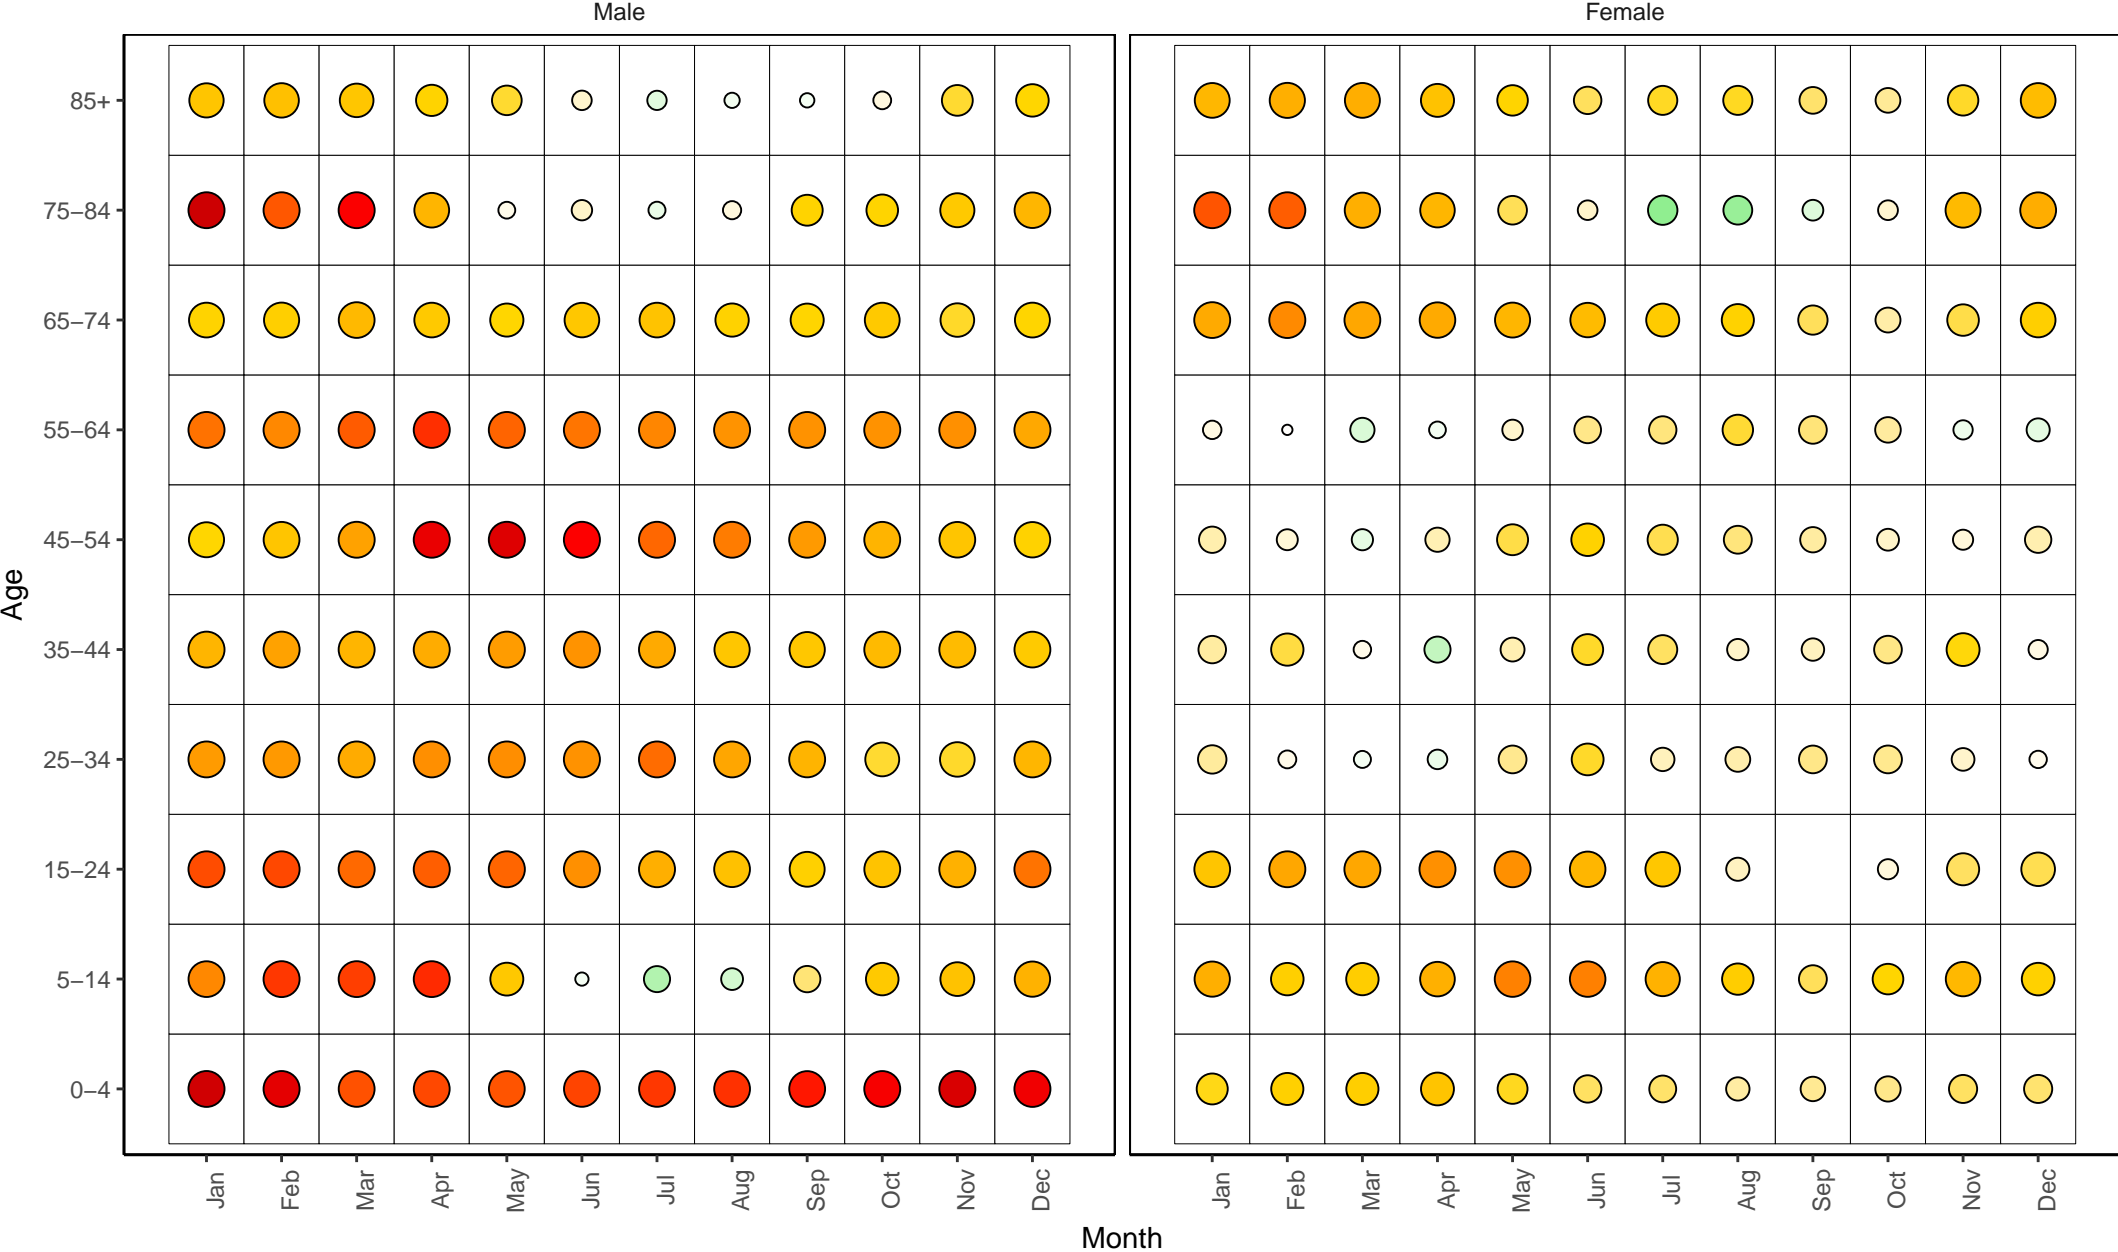 Male
Female
85+
75−84
65−74
55−64
45−54
35−44
25−34
15−24
5−14
0−4
Age
Jan Feb Mar Apr May Jun Jul Aug Sep Oct Nov Dec
Jan Feb Mar Apr May Jun Jul Aug Sep Oct Nov Dec
Month